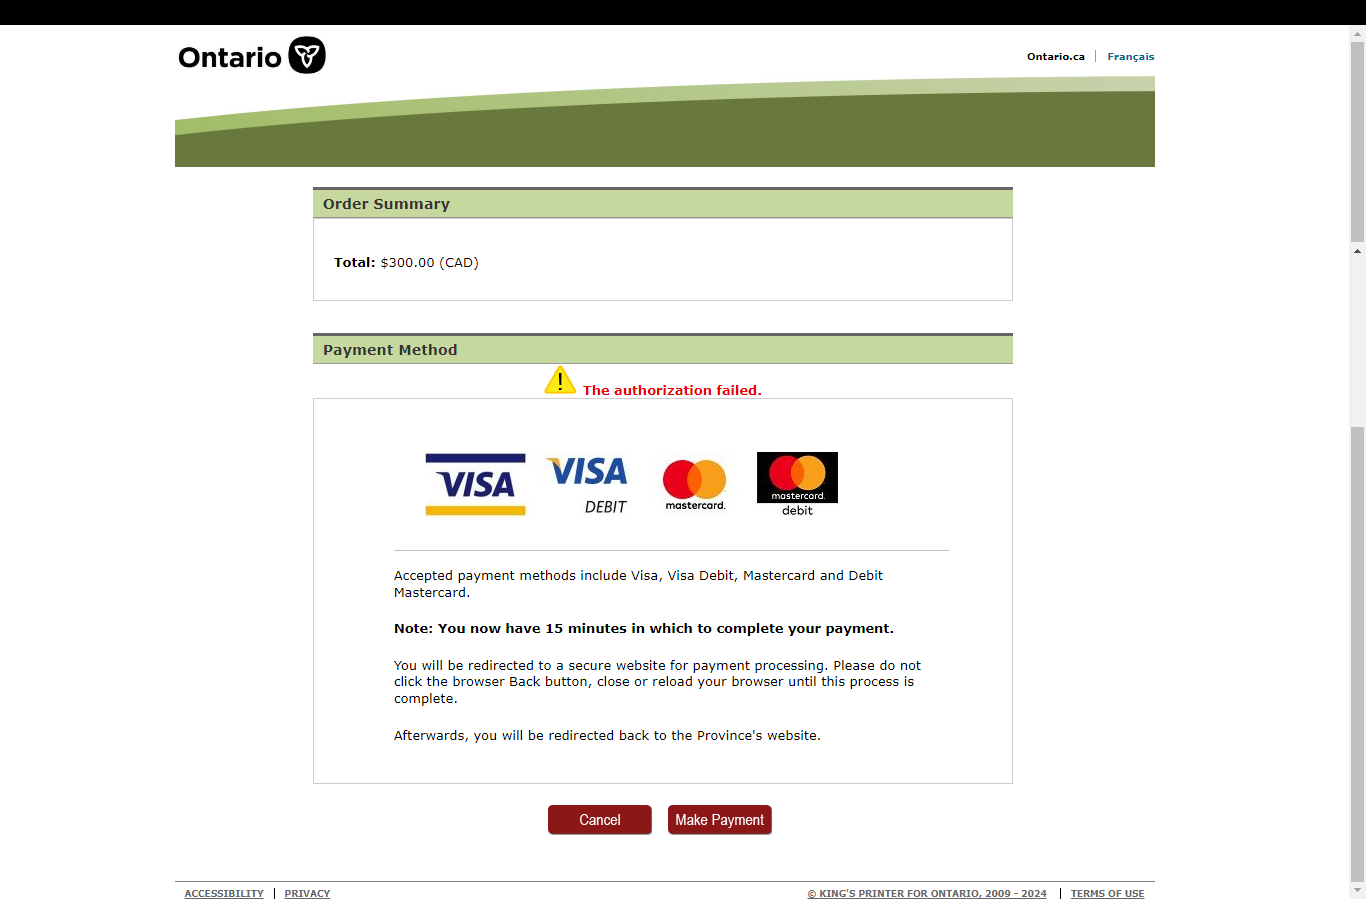 Ontario
Ontario.ca | Français
Order Summary
Total: $300.00 (CAD)
Payment Method
! The authorization failed.
VISA
VISA
DEBIT
mastercard.
mastercard.
debit
Accepted payment methods include Visa, Visa Debit, Mastercard and Debit
Mastercard.
Note: You now have 15 minutes in which to complete your payment.
You will be redirected to a secure website for payment processing. Please do not
click the browser Back button, close or reload your browser until this process is
complete.
Afterwards, you will be redirected back to the Province's website.
Cancel Make Payment
ACCESSIBILITY | PRIVACY © KING'S PRINTER FOR ONTARIO, 2009 - 2024 | TERMS OF USE